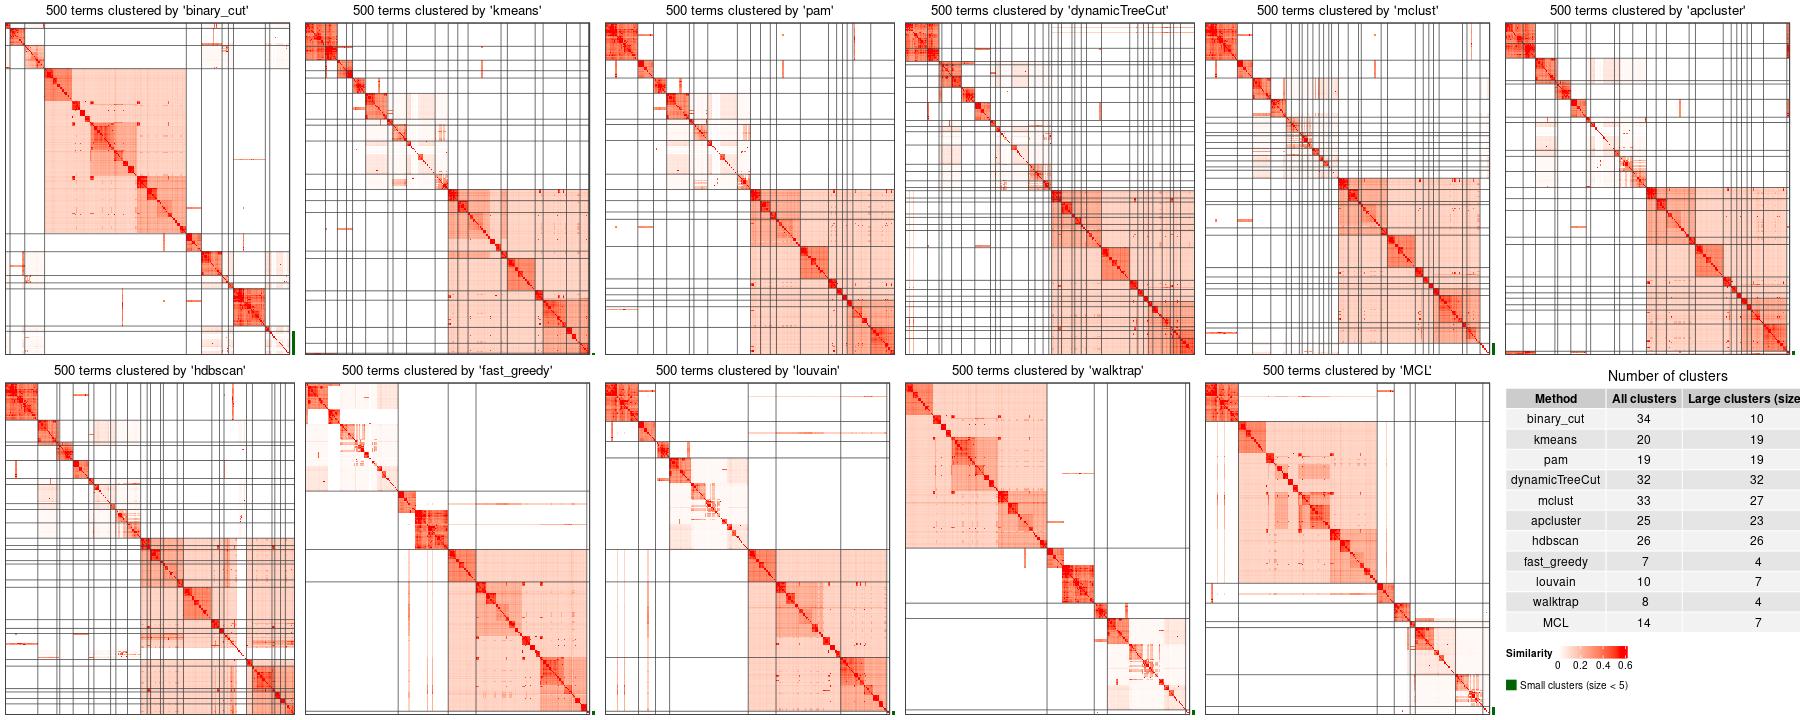 500 terms clustered by 'binary_cut'
500 terms clustered by 'kmeans'
500 terms clustered by 'pam'
500 terms clustered by 'dynamicTreeCut'
500 terms clustered by 'mclust'
500 terms clustered by 'apcluster'
500 terms clustered by 'hdbscan'
500 terms clustered by 'fast_greedy'
500 terms clustered by 'louvain'
500 terms clustered by 'walktrap'
500 terms clustered by 'MCL'
Number of clusters
Method All clusters Large clusters (size
binary_cut 34 10
kmeans 20 19
pam 19 19
dynamicTreeCut 32 32
mclust 33 27
apcluster 25 23
hdbscan 26 26
fast_greedy 7 4
louvain 10 7
walktrap 8 4
MCL 14 7
Similarity
0 0.2 0.4 0.6
Small clusters (size < 5)